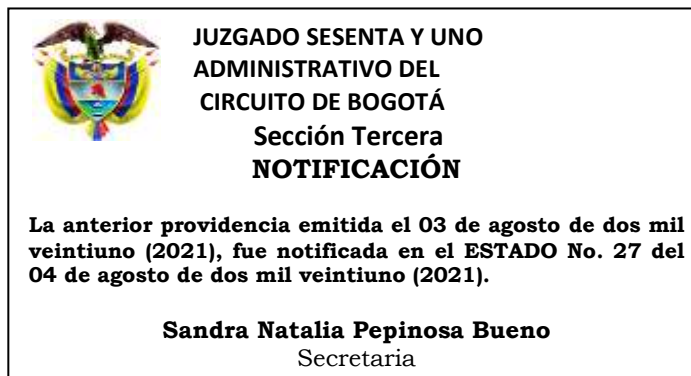 JUZGADO SESENTA Y UNO
ADMINISTRATIVO DEL
CIRCUITO DE BOGOTÁ
Sección Tercera
NOTIFICACIÓN
La anterior providencia emitida el 03 de agosto de dos mil
veintiuno (2021), fue notificada en el ESTADO No. 27 del
04 de agosto de dos mil veintiuno (2021).
Sandra Natalia Pepinosa Bueno
Secretaria